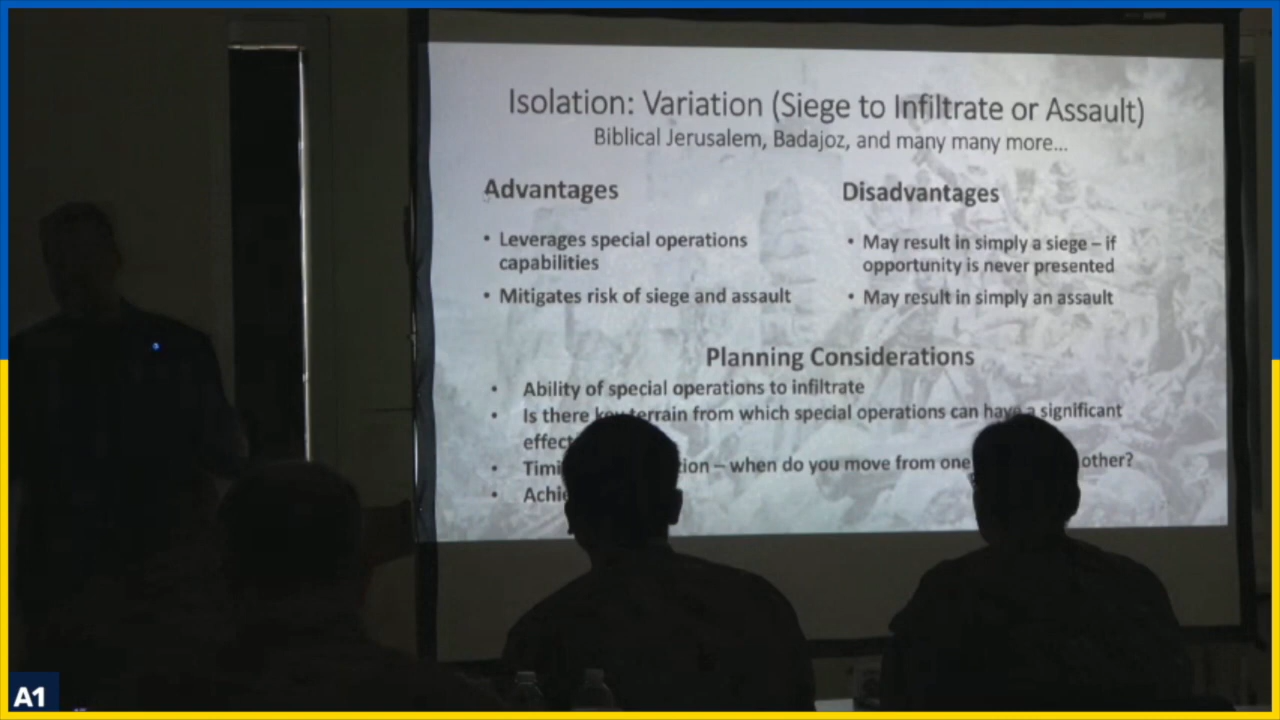 Isolation: Variation (Siege to Infiltrate or Assault)
Biblical Jerusalem, Badajoz, and many many more...
Advantages
• Leverages special operations
capabilities
• Mitigates risk of siege and assault
Disadvantages
• May result in simply a siege – if
opportunity is never presented
• May result in simply an assault
Planning Considerations
• Ability of special operations to infiltrate
• Is there key terrain from which special operations can have a significant
• – when do you move from one other?
•
A1